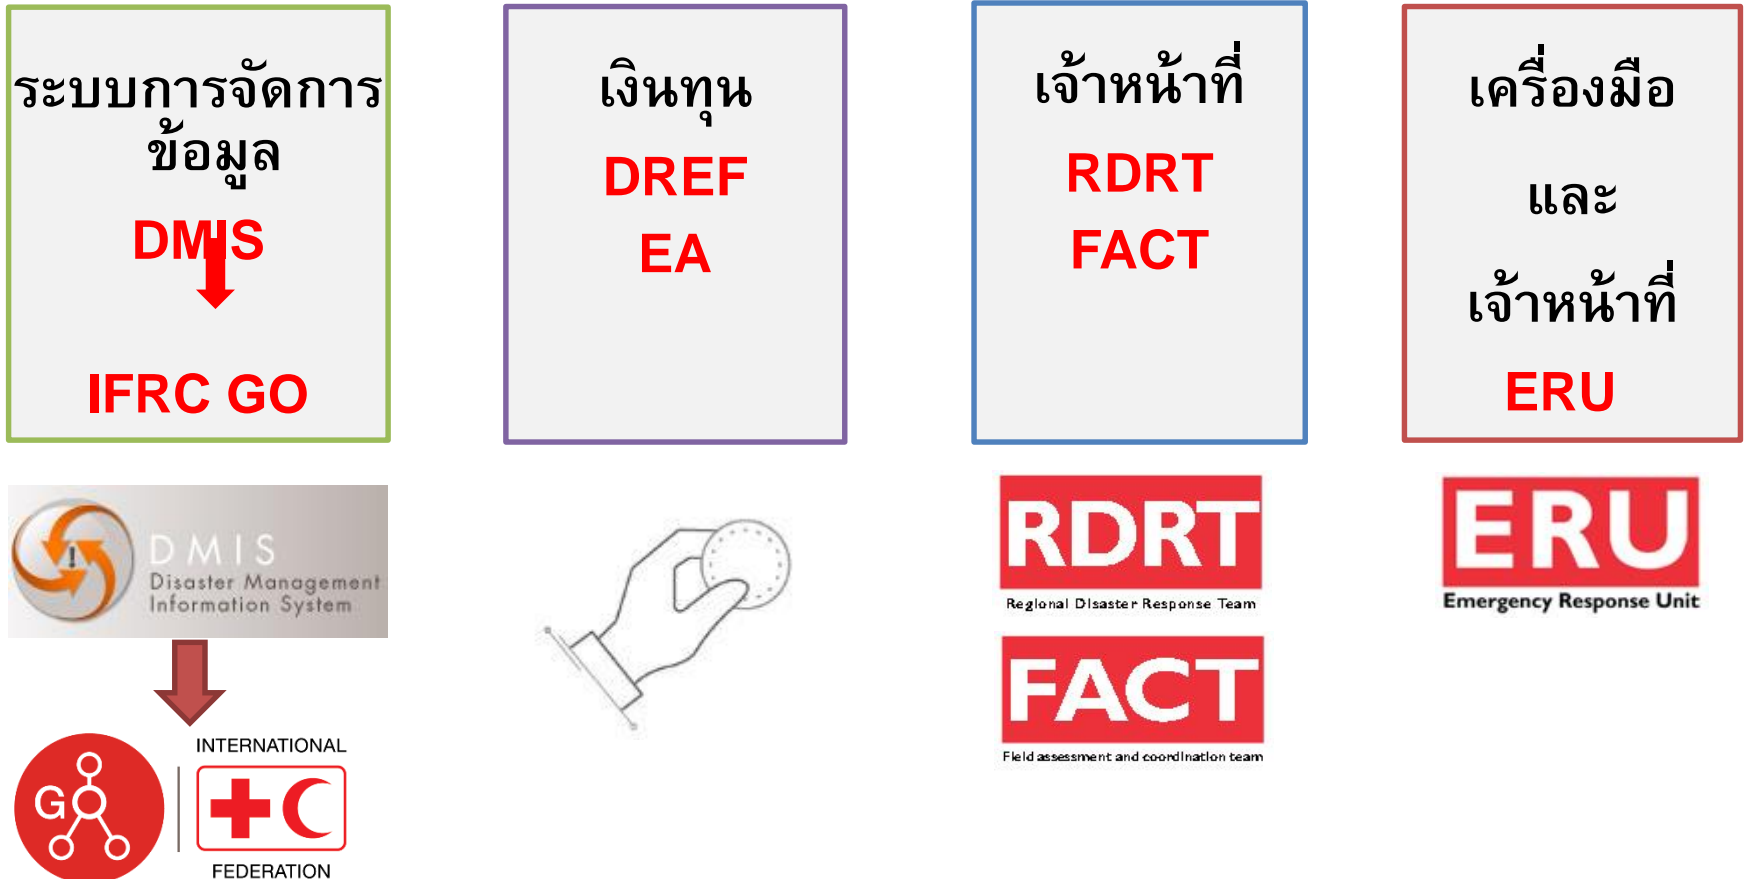 ระบบการจัดการ
ข้อมูล
DMIS
IFRC GO
เงินทุน
DREF
EA
เจ้าหน้าที่
RDRT
FACT
เครื่องมือ
และ
เจ้าหน้าที่
ERU
DMIS
Disaster Management
Information System
GO
INTERNATIONAL
FEDERATION
RDRT
Regional Disaster Response Team
FACT
Field assessment and coordination team
ERU
Emergency Response Unit